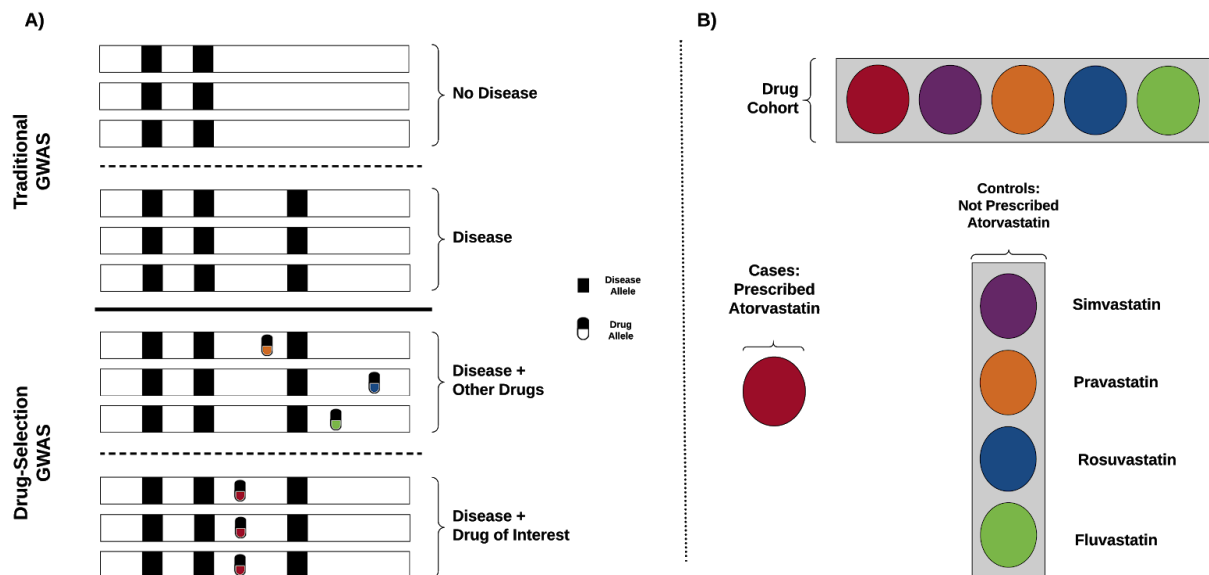 A)
Traditional
GWAS
No Disease
Disease
Disease
Allele
Drug
Allele
Drug-Selection
GWAS
Disease +
Other Drugs
Disease +
Drug of Interest
B)
Drug
Cohort
Cases:
Prescribed
Atorvastatin
Controls:
Not Prescribed
Atorvastatin
Simvastatin
Pravastatin
Rosuvastatin
Fluvastatin